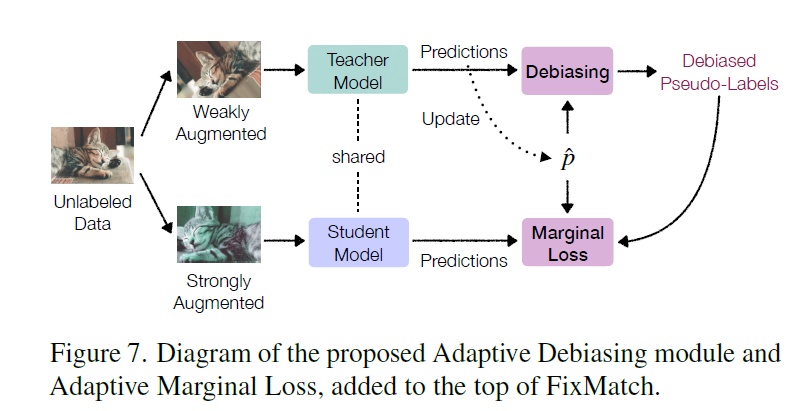 Predictions
Teacher
Model
Debiasing
Debiased
Pseudo-Labels
Weakly
Augmented
Update
shared
p̂
Unlabeled
Data
Student
Model
Predictions
Marginal
Loss
Strongly
Augmented
Figure 7. Diagram of the proposed Adaptive Debiasing module and
Adaptive Marginal Loss, added to the top of FixMatch.